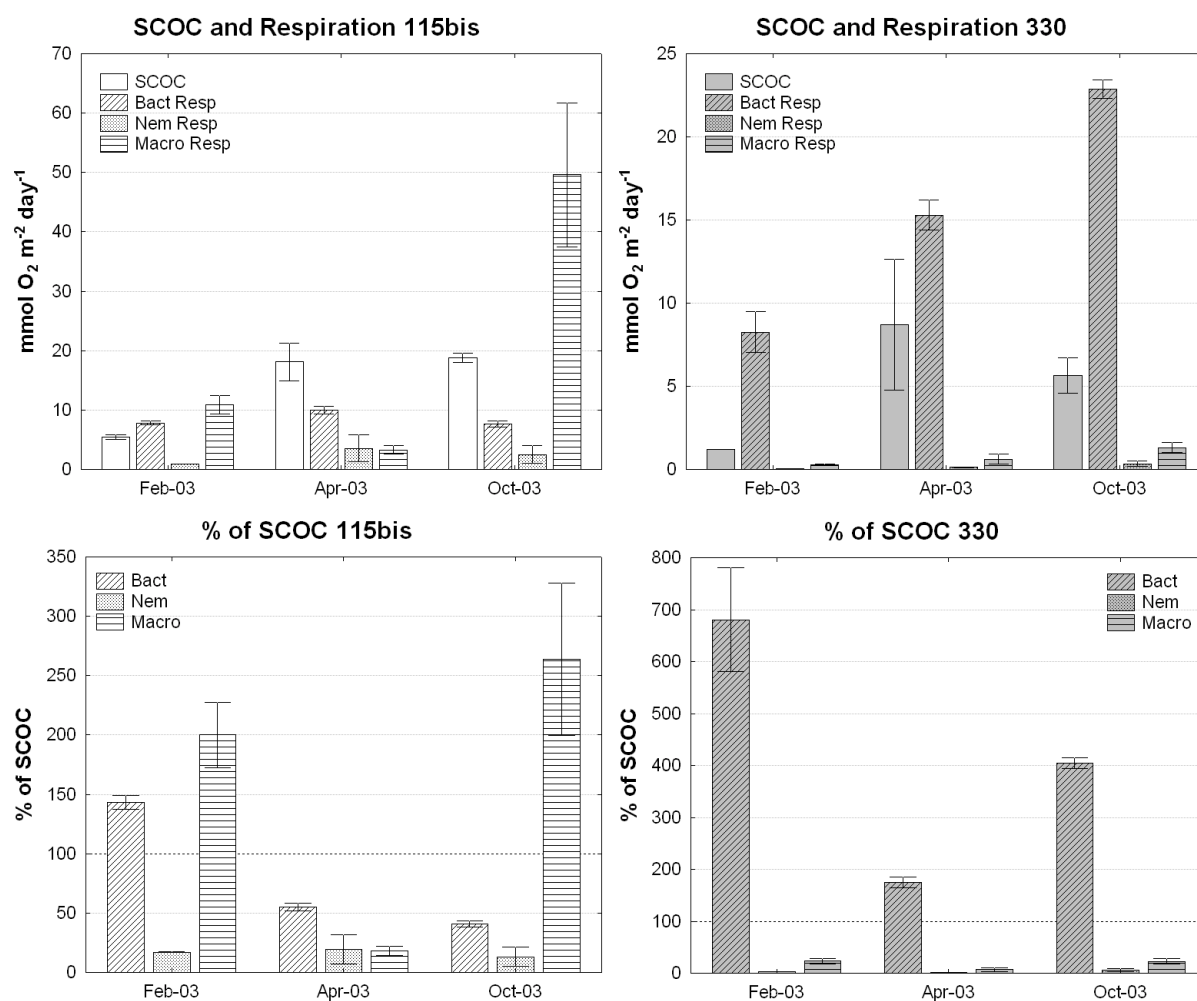 SCOC and Respiration 115bis
70
60
50
40
30
20
10
0
mmol O₂ m⁻² day⁻¹
SCOC
Bact Resp
Nem Resp
Macro Resp
Feb-03
Apr-03
Oct-03
SCOC and Respiration 330
25
20
15
10
5
0
mmol O₂ m⁻² day⁻¹
SCOC
Bact Resp
Nem Resp
Macro Resp
Feb-03
Apr-03
Oct-03
% of SCOC 115bis
350
300
250
200
150
100
50
0
% of SCOC
Bact
Nem
Macro
Feb-03
Apr-03
Oct-03
% of SCOC 330
800
700
600
500
400
300
200
100
0
% of SCOC
Bact
Nem
Macro
Feb-03
Apr-03
Oct-03